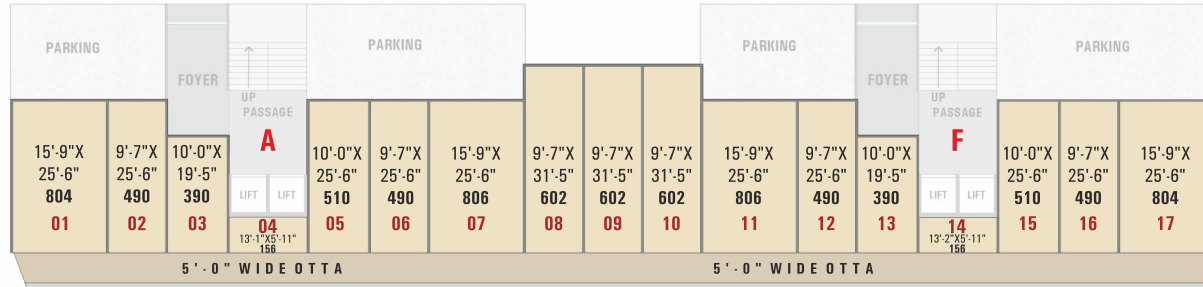 PARKING
FOYER
UP
PASSAGE
A
LIFT
LIFT
PARKING
PARKING
FOYER
UP
PASSAGE
F
LIFT
LIFT
PARKING
15'-9"X
25'-6"
804
01
9'-7"X
25'-6"
490
02
10'-0"X
19'-5"
390
03
04
13'-1"X5'-11"
156
10'-0"X
25'-6"
510
05
9'-7"X
25'-6"
490
06
15'-9"X
25'-6"
806
07
9'-7"X
31'-5"
602
08
9'-7"X
31'-5"
602
09
9'-7"X
31'-5"
602
10
15'-9"X
25'-6"
806
11
9'-7"X
25'-6"
490
12
10'-0"X
19'-5"
390
13
14
13'-2"X5'-11"
156
10'-0"X
25'-6"
510
15
9'-7"X
25'-6"
490
16
15'-9"X
25'-6"
804
17
5'-0" WIDE OTTA
5'-0" WIDE OTTA